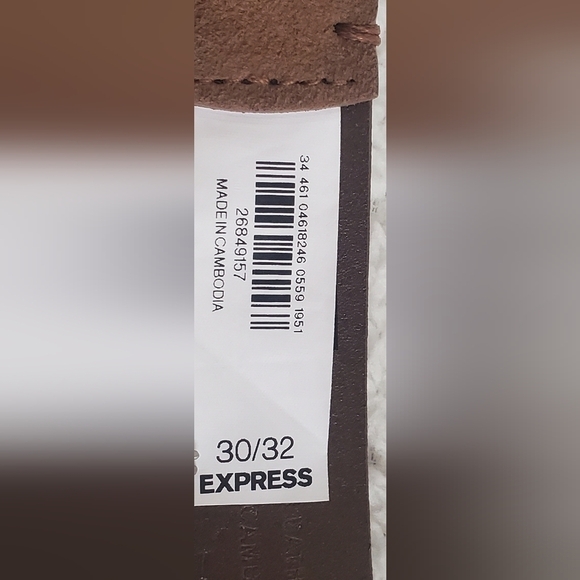 34 461 04618246 0559 1951
26849157
MADE IN CAMBODIA
30/32
EXPRESS